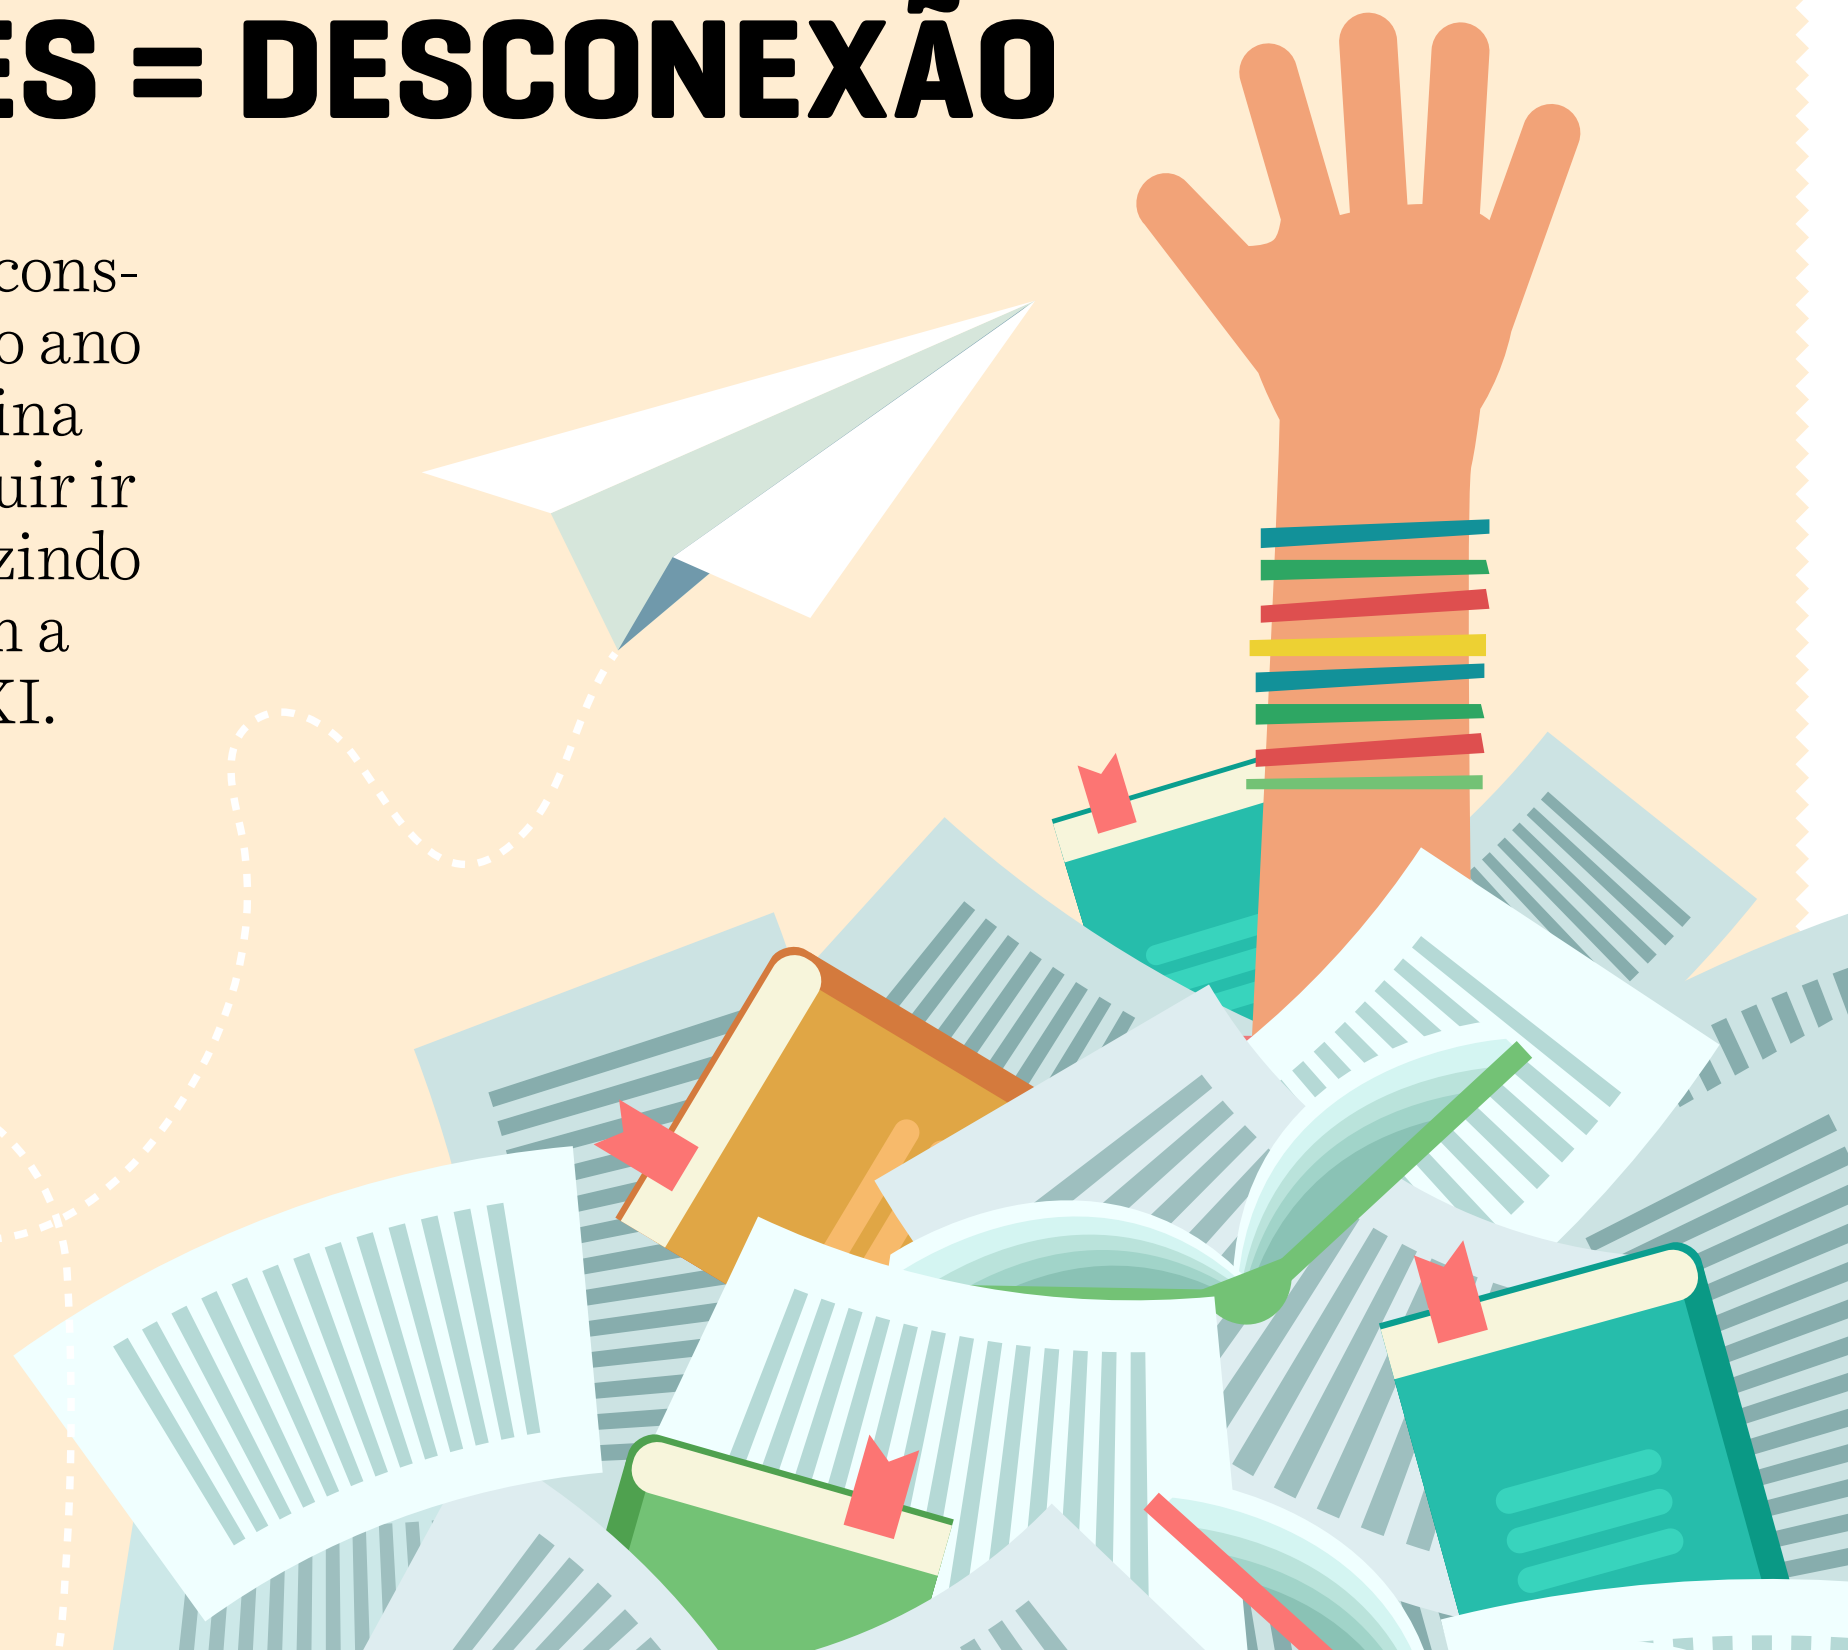 ES = DESCONEXÃO
cons-
o ano
ina
uir ir
zindo
a
XI.